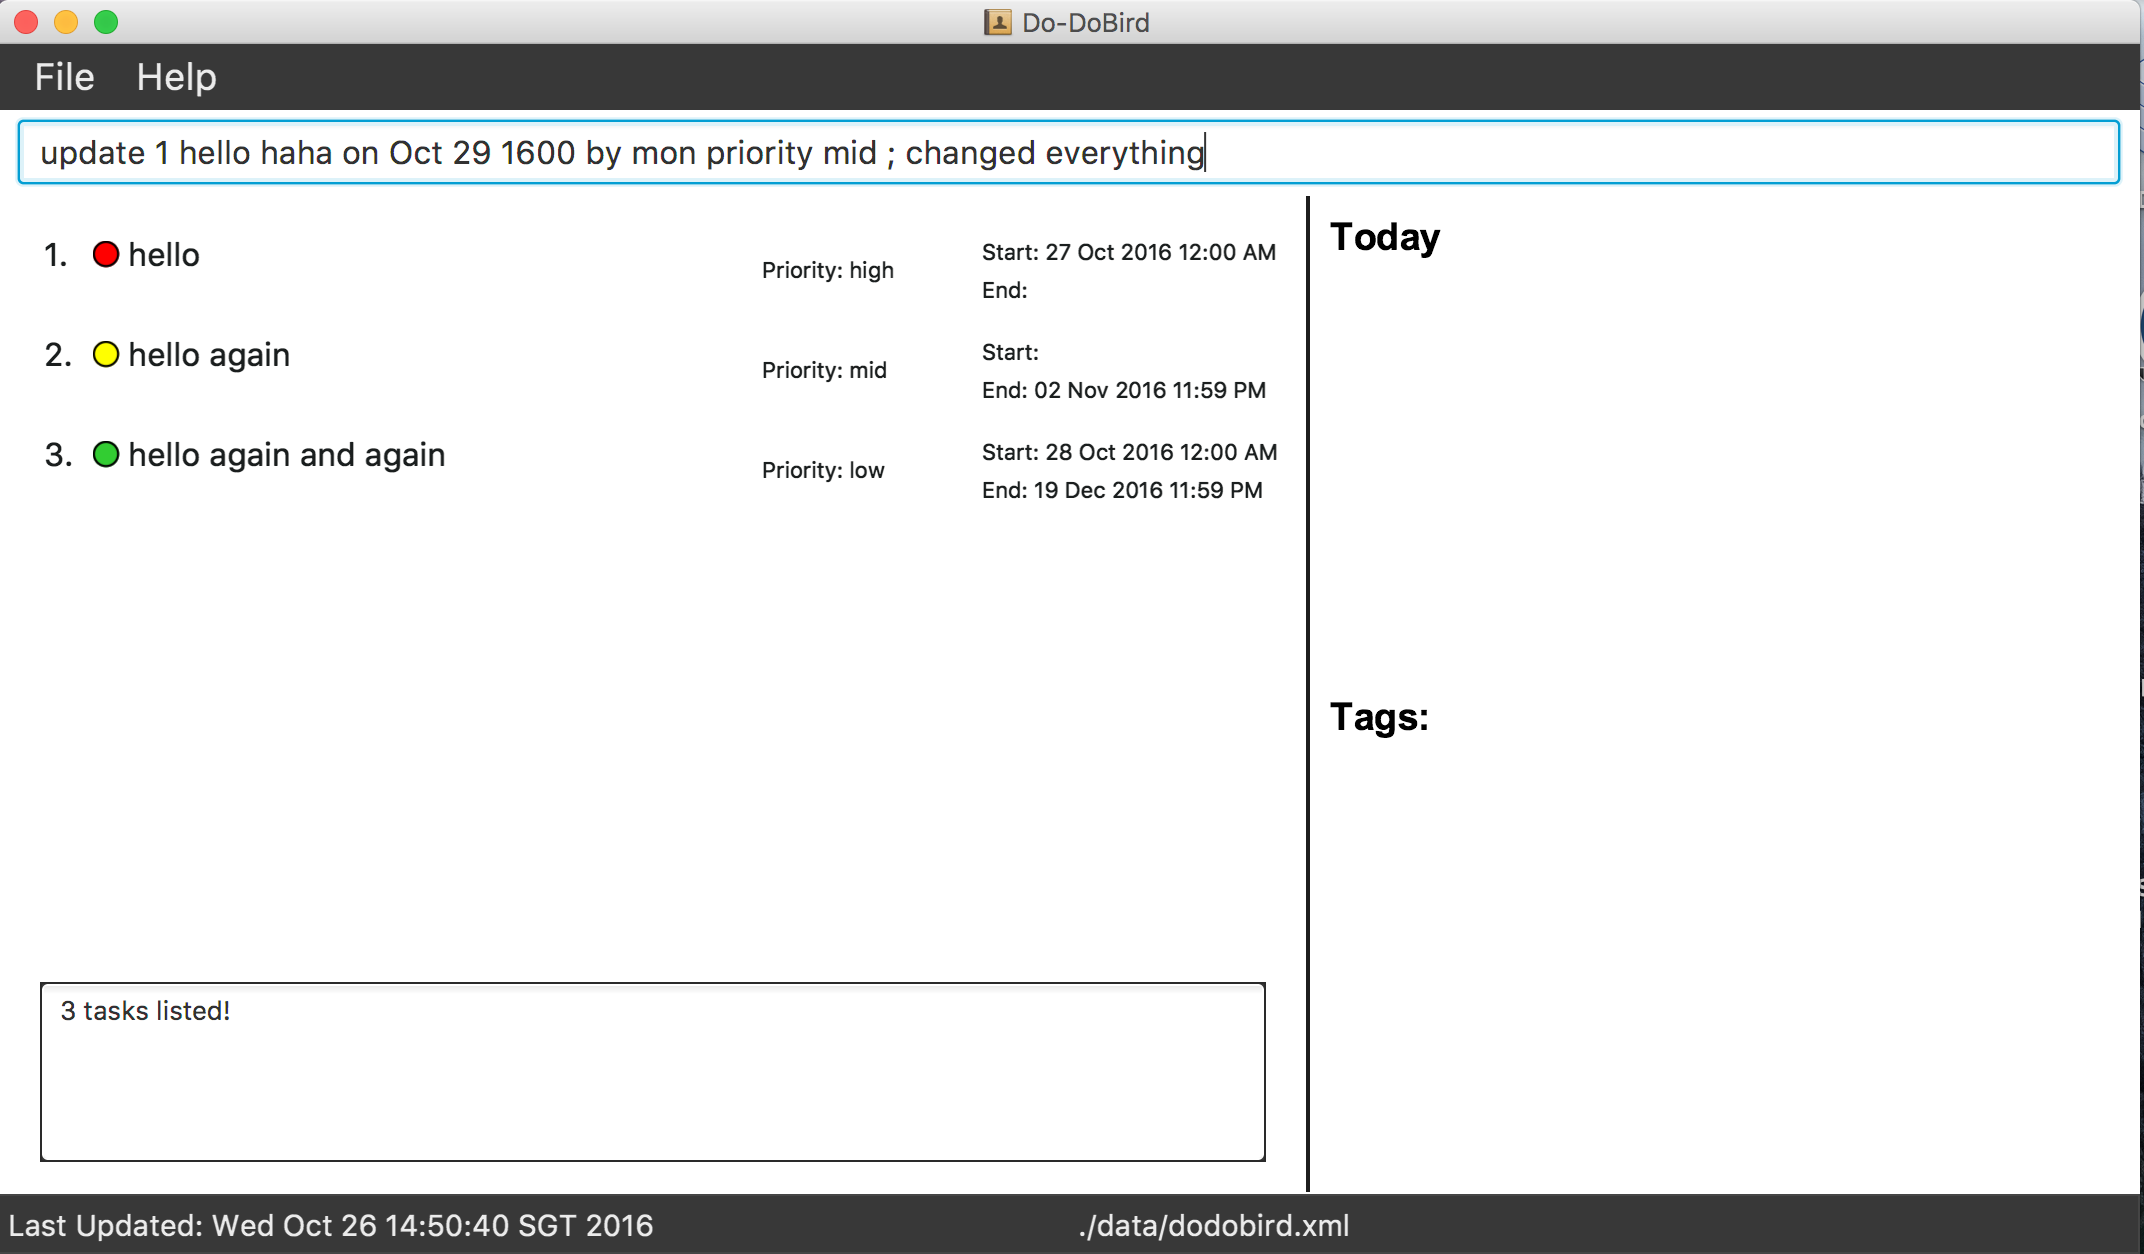 Do-DoBird
File Help
update 1 hello haha on Oct 29 1600 by mon priority mid ; changed everything
1. hello
Priority: high
Start: 27 Oct 2016 12:00 AM
End:
2. hello again
Priority: mid
Start:
End: 02 Nov 2016 11:59 PM
3. hello again and again
Priority: low
Start: 28 Oct 2016 12:00 AM
End: 19 Dec 2016 11:59 PM
3 tasks listed!
Today
Tags:
Last Updated: Wed Oct 26 14:50:40 SGT 2016
./data/dodobird.xml